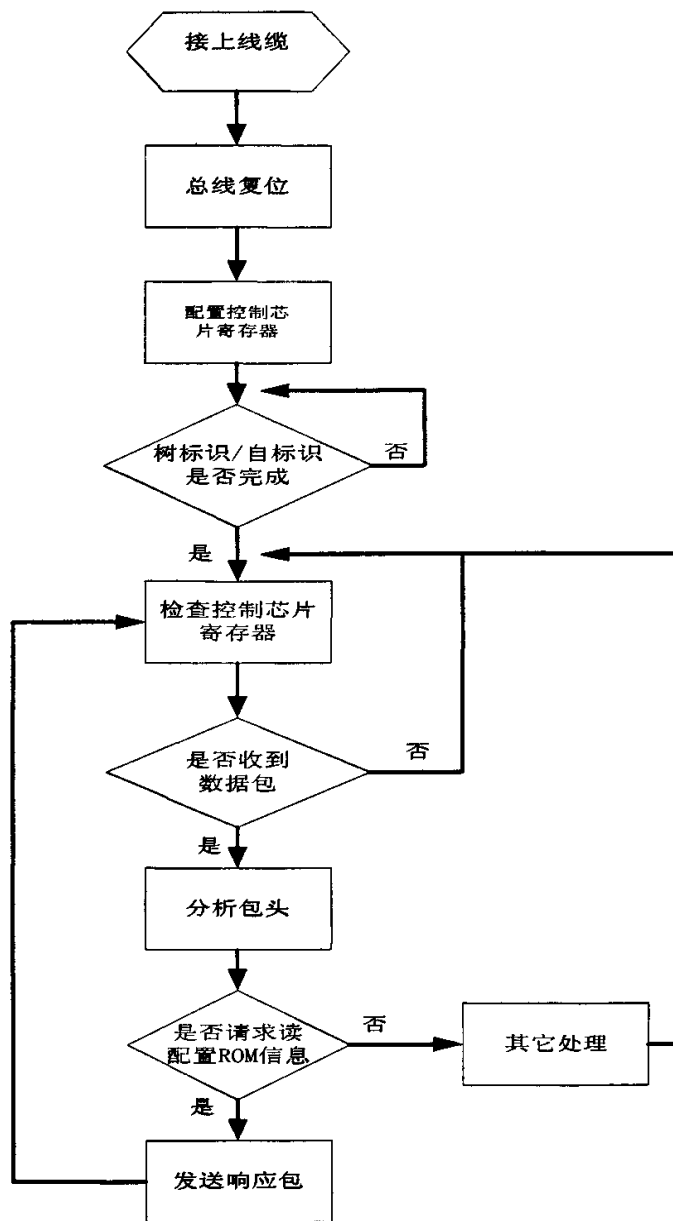 接上线缆
总线复位
配置控制芯
片寄存器
树标识/自标识
是否完成
否
是
检查控制芯片
寄存器
是否收到
数据包
否
是
分析包头
是否请求读
配置ROM信息
否
其它处理
是
发送响应包